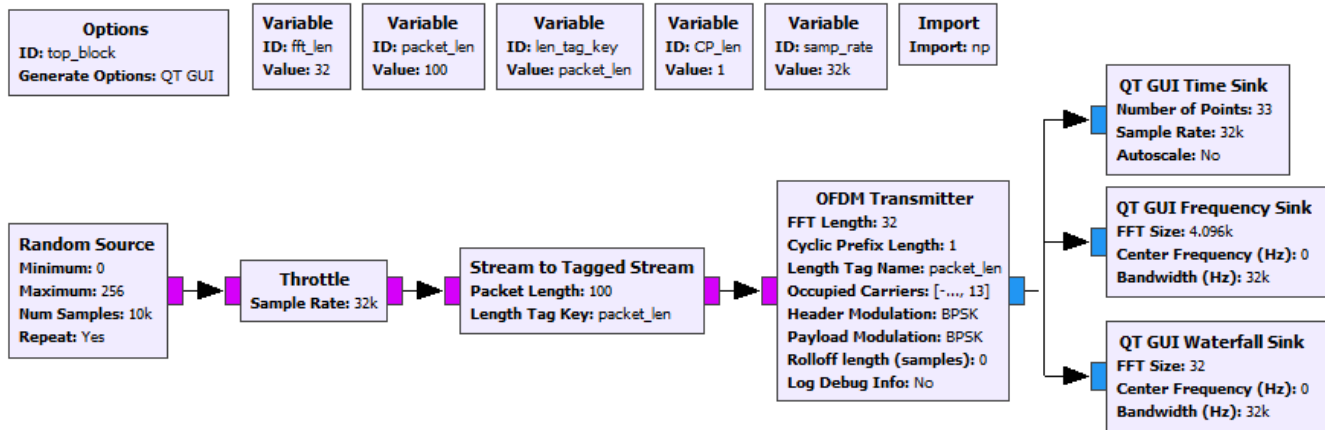 Options
ID: top_block
Generate Options: QT GUI
Variable
ID: fft_len
Value: 32
Variable
ID: packet_len
Value: 100
Variable
ID: len_tag_key
Value: packet_len
Variable
ID: CP_len
Value: 1
Variable
ID: samp_rate
Value: 32k
Import
Import: np
Random Source
Minimum: 0
Maximum: 256
Num Samples: 10k
Repeat: Yes
Throttle
Sample Rate: 32k
Stream to Tagged Stream
Packet Length: 100
Length Tag Key: packet_len
OFDM Transmitter
FFT Length: 32
Cyclic Prefix Length: 1
Length Tag Name: packet_len
Occupied Carriers: [-..., 13]
Header Modulation: BPSK
Payload Modulation: BPSK
Rolloff length (samples): 0
Log Debug Info: No
QT GUI Time Sink
Number of Points: 33
Sample Rate: 32k
Autoscale: No
QT GUI Frequency Sink
FFT Size: 4.096k
Center Frequency (Hz): 0
Bandwidth (Hz): 32k
QT GUI Waterfall Sink
FFT Size: 32
Center Frequency (Hz): 0
Bandwidth (Hz): 32k